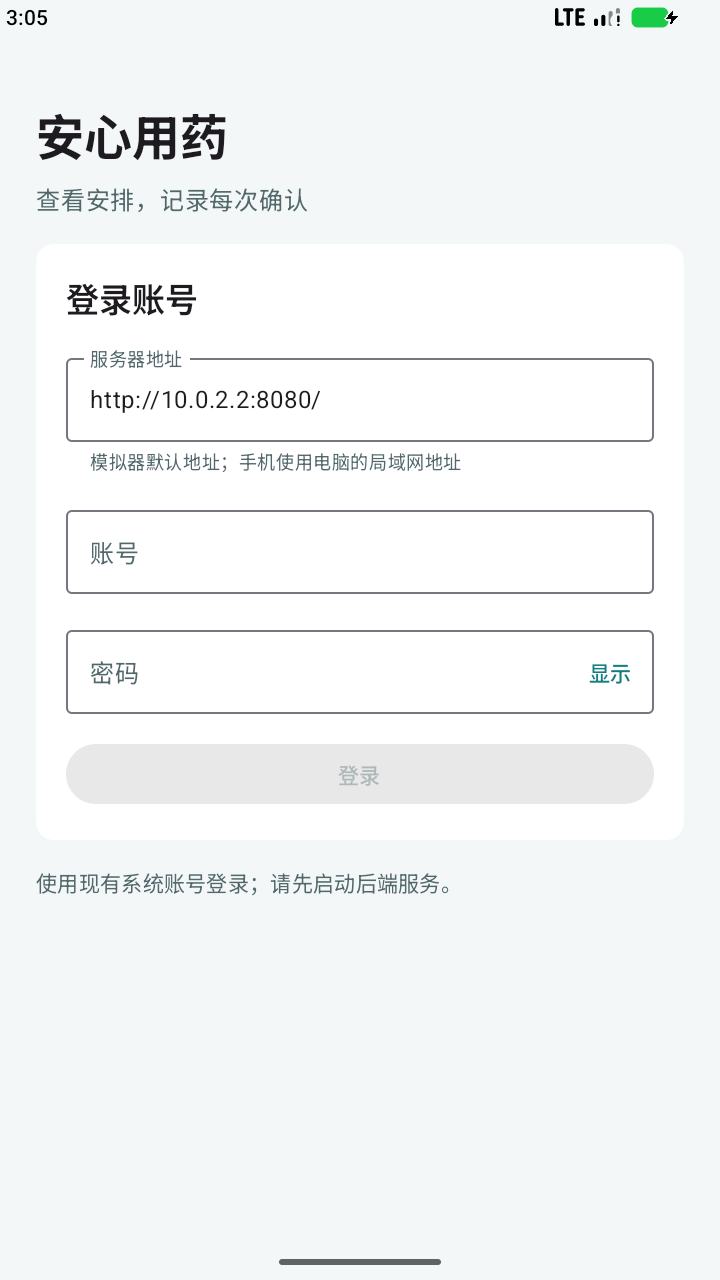 3:05
LTE
安心用药
查看安排，记录每次确认
登录账号
服务器地址
http://10.0.2.2:8080/
模拟器默认地址；手机使用电脑的局域网地址
账号
密码
显示
登录
使用现有系统账号登录；请先启动后端服务。